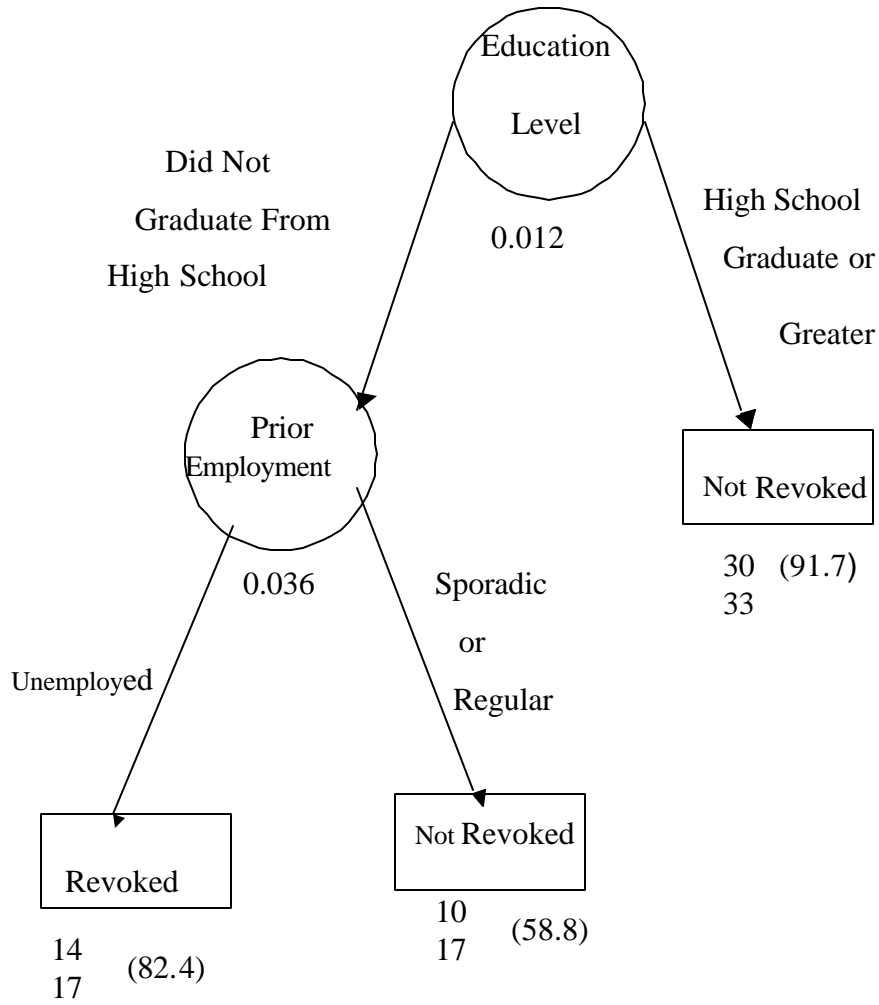 Education
Level
0.012
Did Not
Graduate From
High School
High School
Graduate or
Greater
Prior
Employment
0.036
Not Revoked
30 (91.7)
33
Unemployed
Sporadic
or
Regular
Revoked
14
17
(82.4)
Not Revoked
10
17
(58.8)